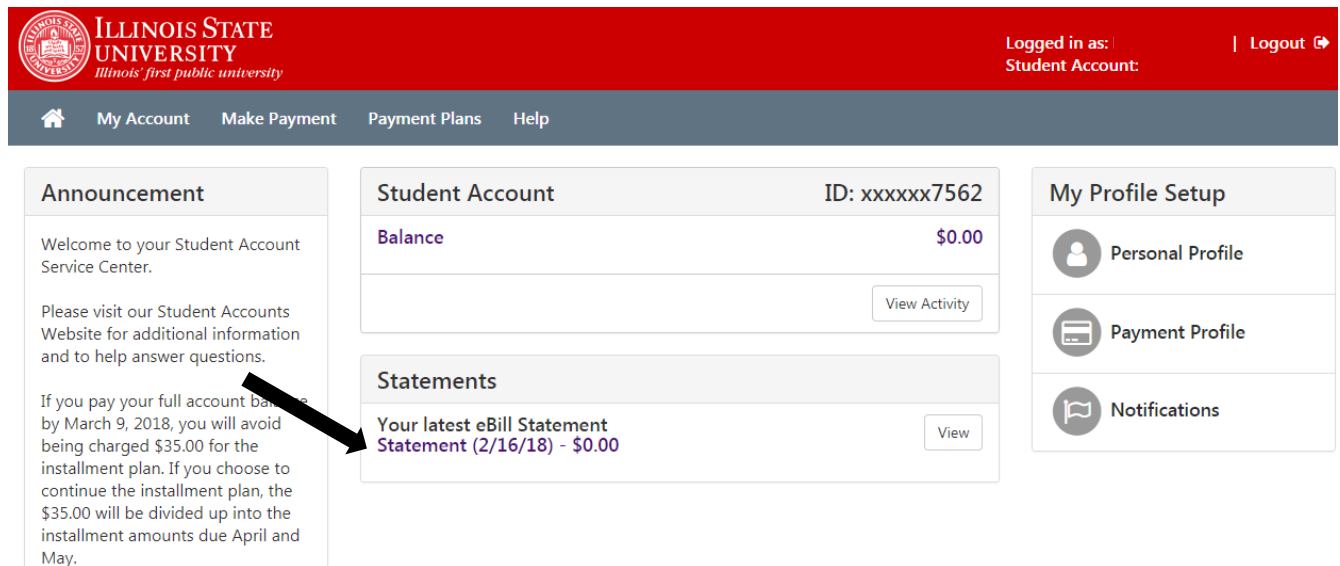 ILLINOIS STATE
UNIVERSITY
Illinois' first public university
Logged in as:
| Logout
Student Account:
My Account
Make Payment
Payment Plans
Help
Announcement
Welcome to your Student Account
Service Center.
Please visit our Student Accounts
Website for additional information
and to help answer questions.
If you pay your full account balance
by March 9, 2018, you will avoid
being charged $35.00 for the
installment plan. If you choose to
continue the installment plan, the
$35.00 will be divided up into the
installment amounts due April and
May.
Student Account
ID: xxxxxx7562
Balance
$0.00
View Activity
Statements
Your latest eBill Statement
Statement (2/16/18) - $0.00
View
My Profile Setup
Personal Profile
Payment Profile
Notifications